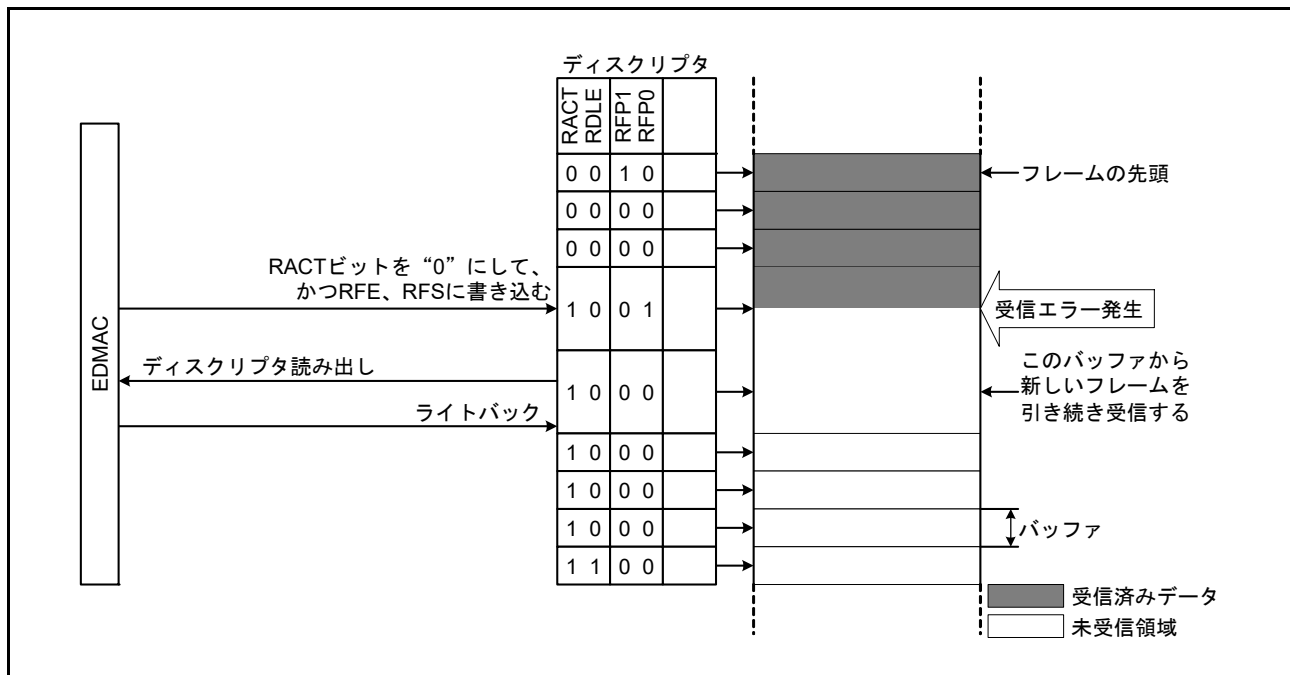 ディスクリプタ
RACT
RDLE
RFP1
RFP0
0 0 1 0
フレームの先頭
0 0 0 0
0 0 0 0
RACTビットを“0”にして、
かつRFE、RFSに書き込む
1 0 0 1
受信エラー発生
EDMAC
ディスクリプタ読み出し
ライトバック
1 0 0 0
このバッファから
新しいフレームを
引き続き受信する
1 0 0 0
1 0 0 0
1 0 0 0
バッファ
1 1 0 0
受信済みデータ
未受信領域